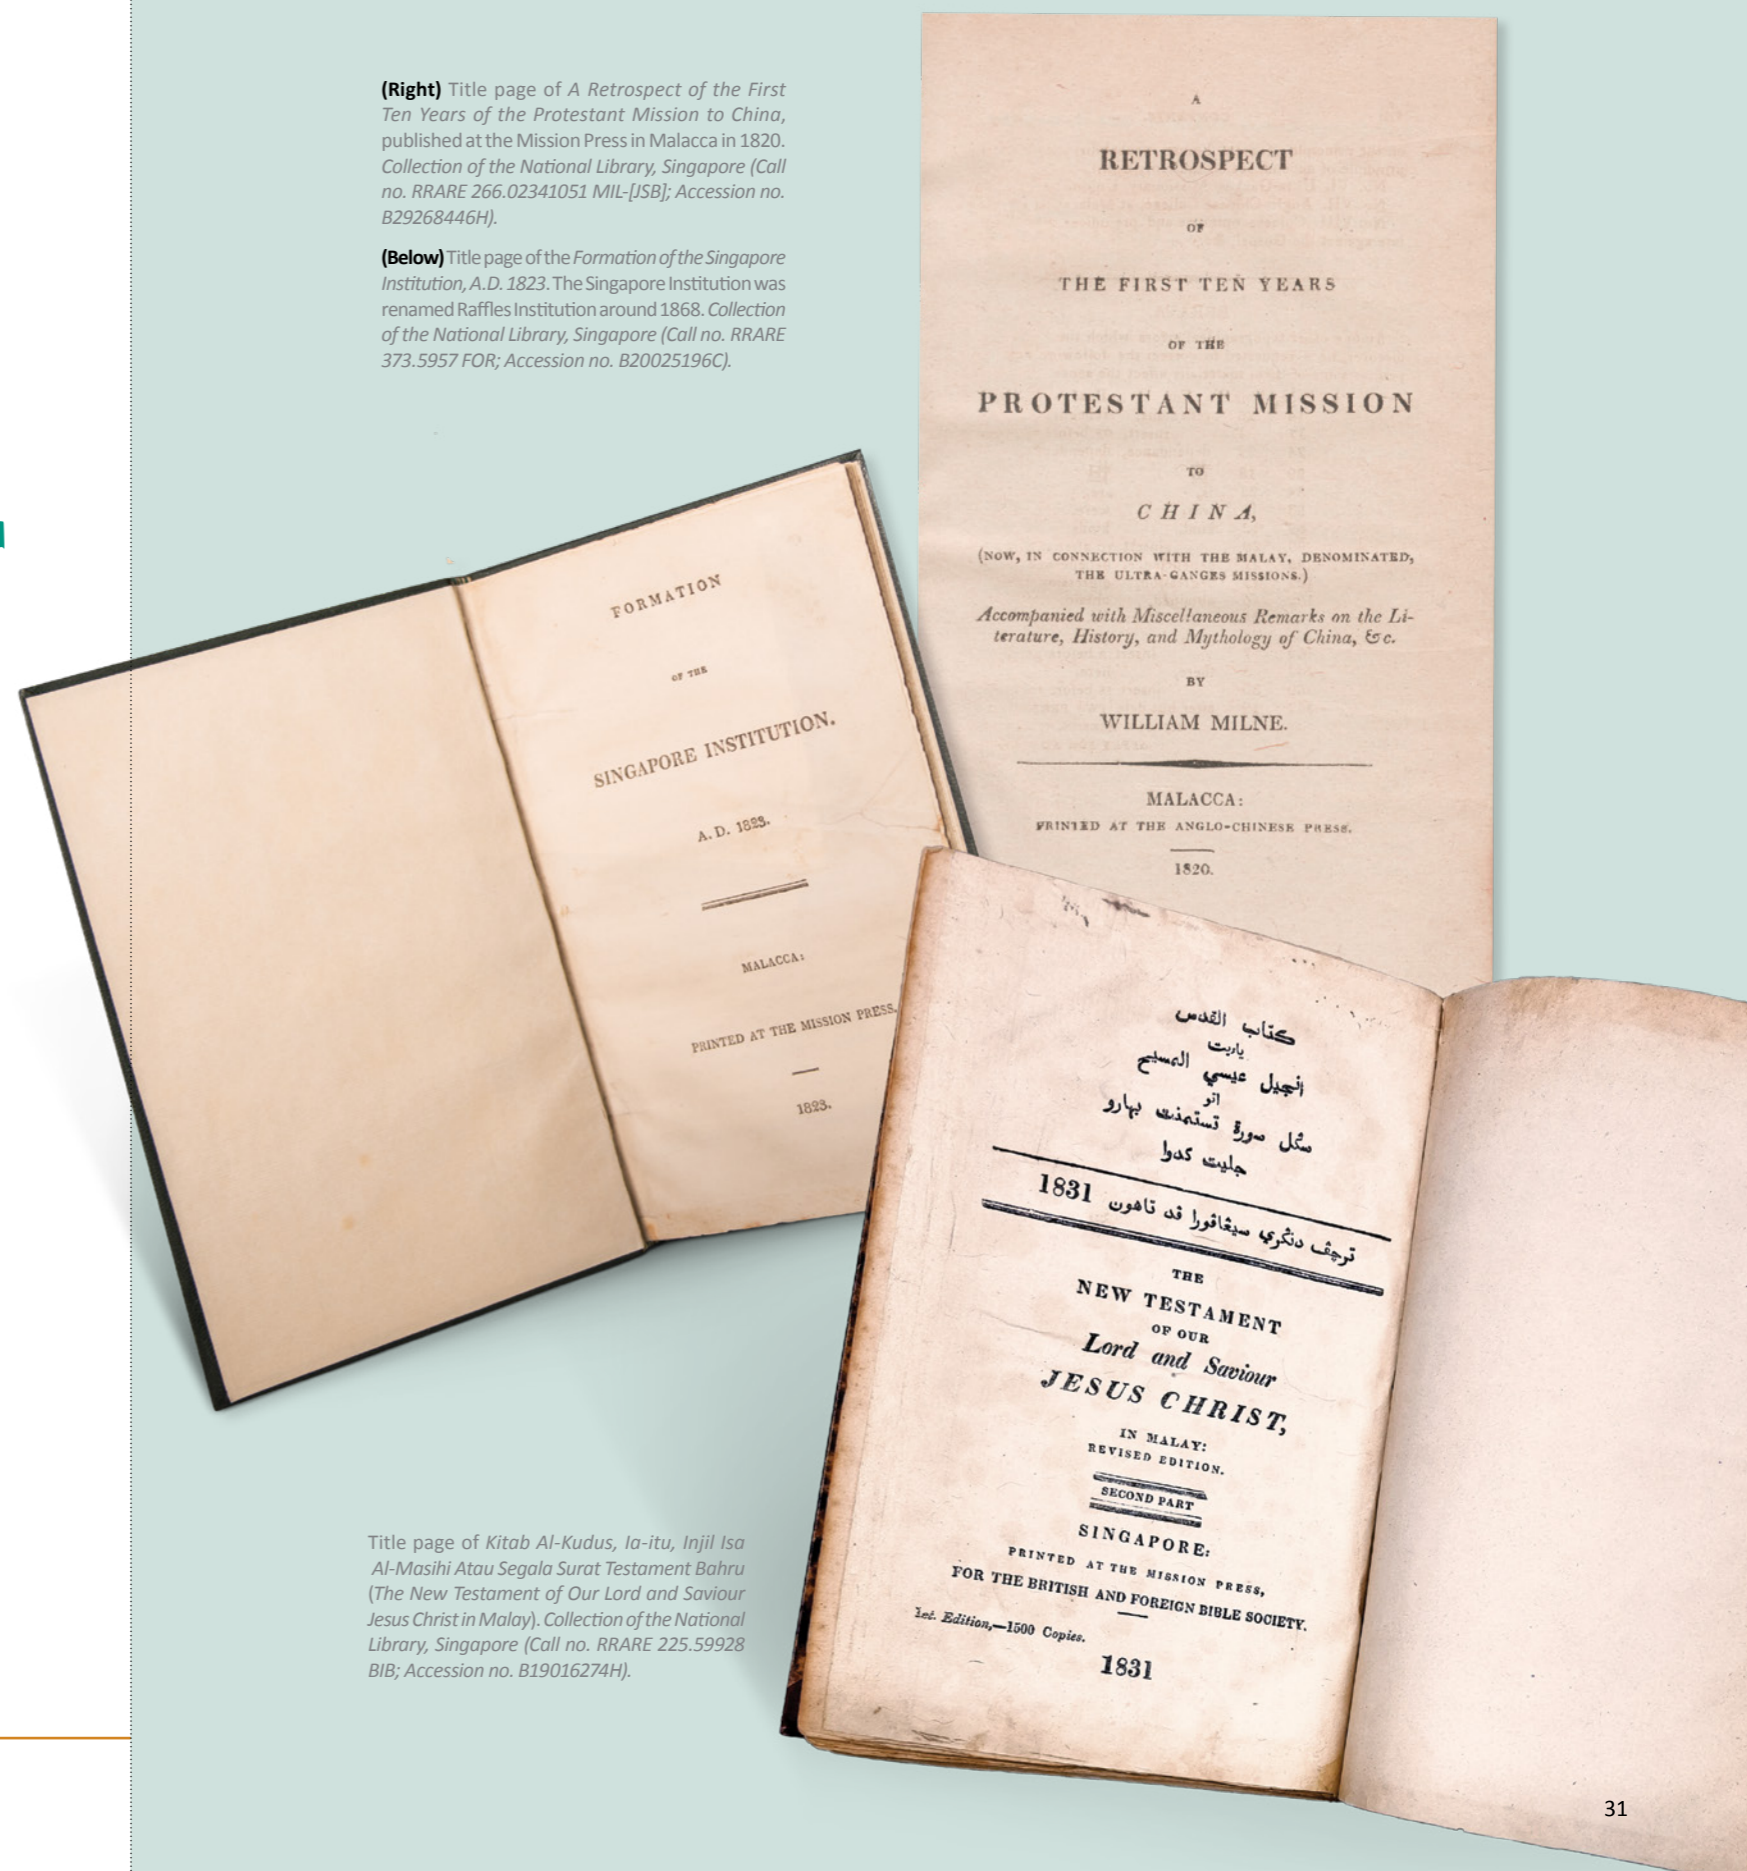 (Right) Title page of A Retrospect of the First
Ten Years of the Protestant Mission to China,
published at the Mission Press in Malacca in 1820.
Collection of the National Library, Singapore (Call
no. RRARE 266.02341051 MIL-[JSB]; Accession no.
B29268446H).
(Below) Title page of the Formation of the Singapore
Institution, A.D. 1823. The Singapore Institution was
renamed Raffles Institution around 1868. Collection
of the National Library, Singapore (Call no. RRARE
373.5957 FOR; Accession no. B20025196C).
A
RETROSPECT
OF
THE FIRST TEN YEARS
OF THE
PROTESTANT MISSION
TO
CHINA,
(NOW, IN CONNECTION WITH THE MALAY, DENOMINATED,
THE ULTRA-GANGES MISSIONS.)
Accompanied with Miscellaneous Remarks on the Li-
terature, History, and Mythology of China, &c.
BY
WILLIAM MILNE.
MALACCA:
PRINTED AT THE ANGLO-CHINESE PRESS.
1820.
FORMATION
OF THE
SINGAPORE INSTITUTION.
A. D. 1823.
MALACCA:
PRINTED AT THE MISSION PRESS.
1823.
كتاب القدس
يايت
انجيل عيسي المسيح
اتو
سڬل سورة تستمنت بهارو
جليت كدوا
ترچڤ دنڬري سيڠاڤورا ڤد تاهون 1831
THE
NEW TESTAMENT
OF OUR
Lord and Saviour
JESUS CHRIST,
IN MALAY:
REVISED EDITION.
SECOND PART
SINGAPORE:
PRINTED AT THE MISSION PRESS,
FOR THE BRITISH AND FOREIGN BIBLE SOCIETY.
1st. Edition,—1500 Copies.
1831
Title page of Kitab Al-Kudus, Ia-itu, Injil Isa
Al-Masihi Atau Segala Surat Testament Bahru
(The New Testament of Our Lord and Saviour
Jesus Christ in Malay). Collection of the National
Library, Singapore (Call no. RRARE 225.59928
BIB; Accession no. B19016274H).
31